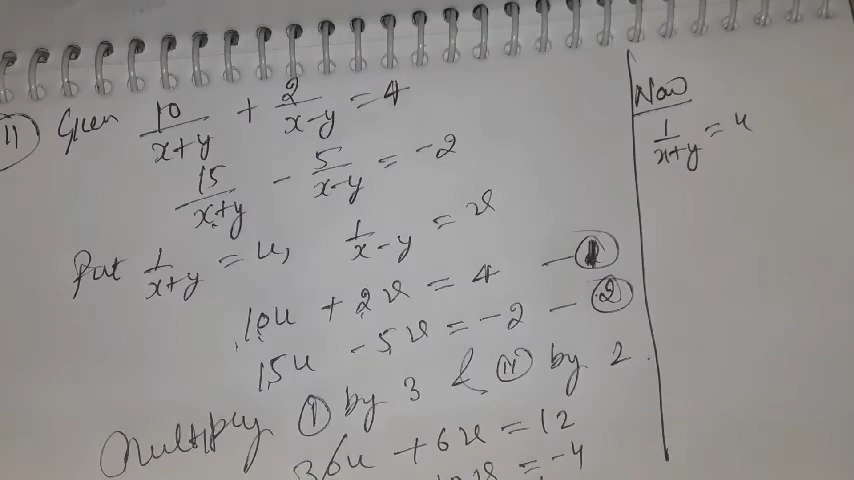 11) Given 10/(x+y) + 2/(x-y) = 4
15/(x+y) - 5/(x-y) = -2
Put 1/(x+y) = u, 1/(x-y) = v
10u + 2v = 4 - ①
15u - 5v = -2 - ②
Multiply ① by 3 & ⑪ by 2.
30u + 6v = 12
v = -4
Now
1/(x+y) = u